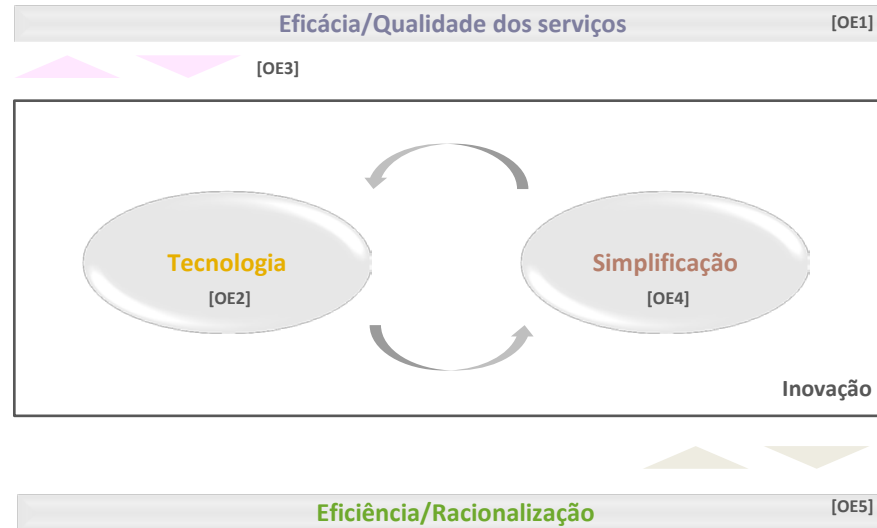 Eficácia/Qualidade dos serviços [OE1]
[OE3]
Tecnologia
[OE2]
Simplificação
[OE4]
Inovação
Eficiência/Racionalização [OE5]